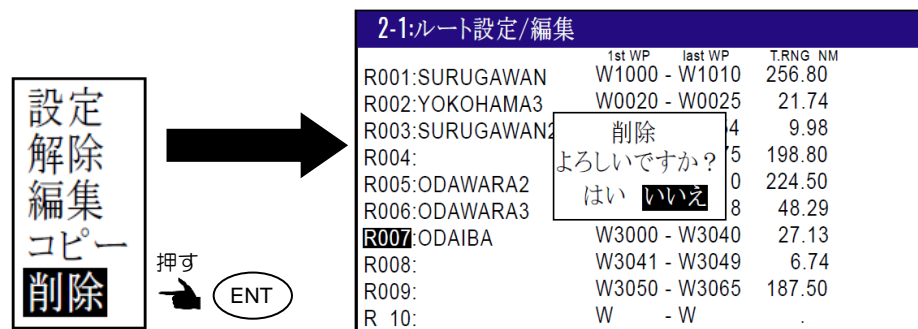 設定
解除
編集
コピー
削除
押す
ENT
2-1:ルート設定/編集
1st WP last WP T.RNG NM
R001:SURUGAWAN W1000 - W1010 256.80
R002:YOKOHAMA3 W0020 - W0025 21.74
R003:SURUGAWAN2 4 9.98
R004: 75 198.80
R005:ODAWARA2 0 224.50
R006:ODAWARA3 8 48.29
R007:ODAIBA W3000 - W3040 27.13
R008: W3041 - W3049 6.74
R009: W3050 - W3065 187.50
R 10: W - W .
削除
よろしいですか?
はい いいえ